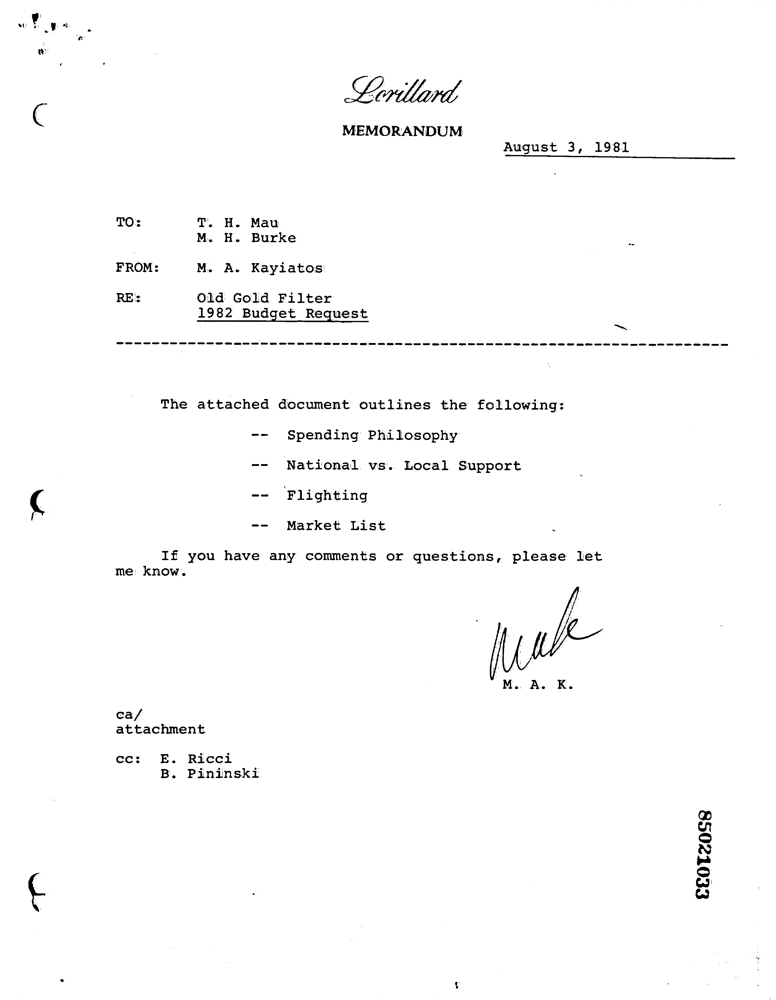 Lorillard
MEMORANDUM
August 3, 1981
TO: T. H. Mau
M. H. Burke
FROM: M. A. Kayiatos
RE: Old Gold Filter
1982 Budget Request
--------------------------------------------------------------------
The attached document outlines the following:
-- Spending Philosophy
-- National vs. Local Support
-- Flighting
-- Market List
If you have any comments or questions, please let
me know.
M. A. K.
ca/
attachment
cc: E. Ricci
B. Pininski
85021033